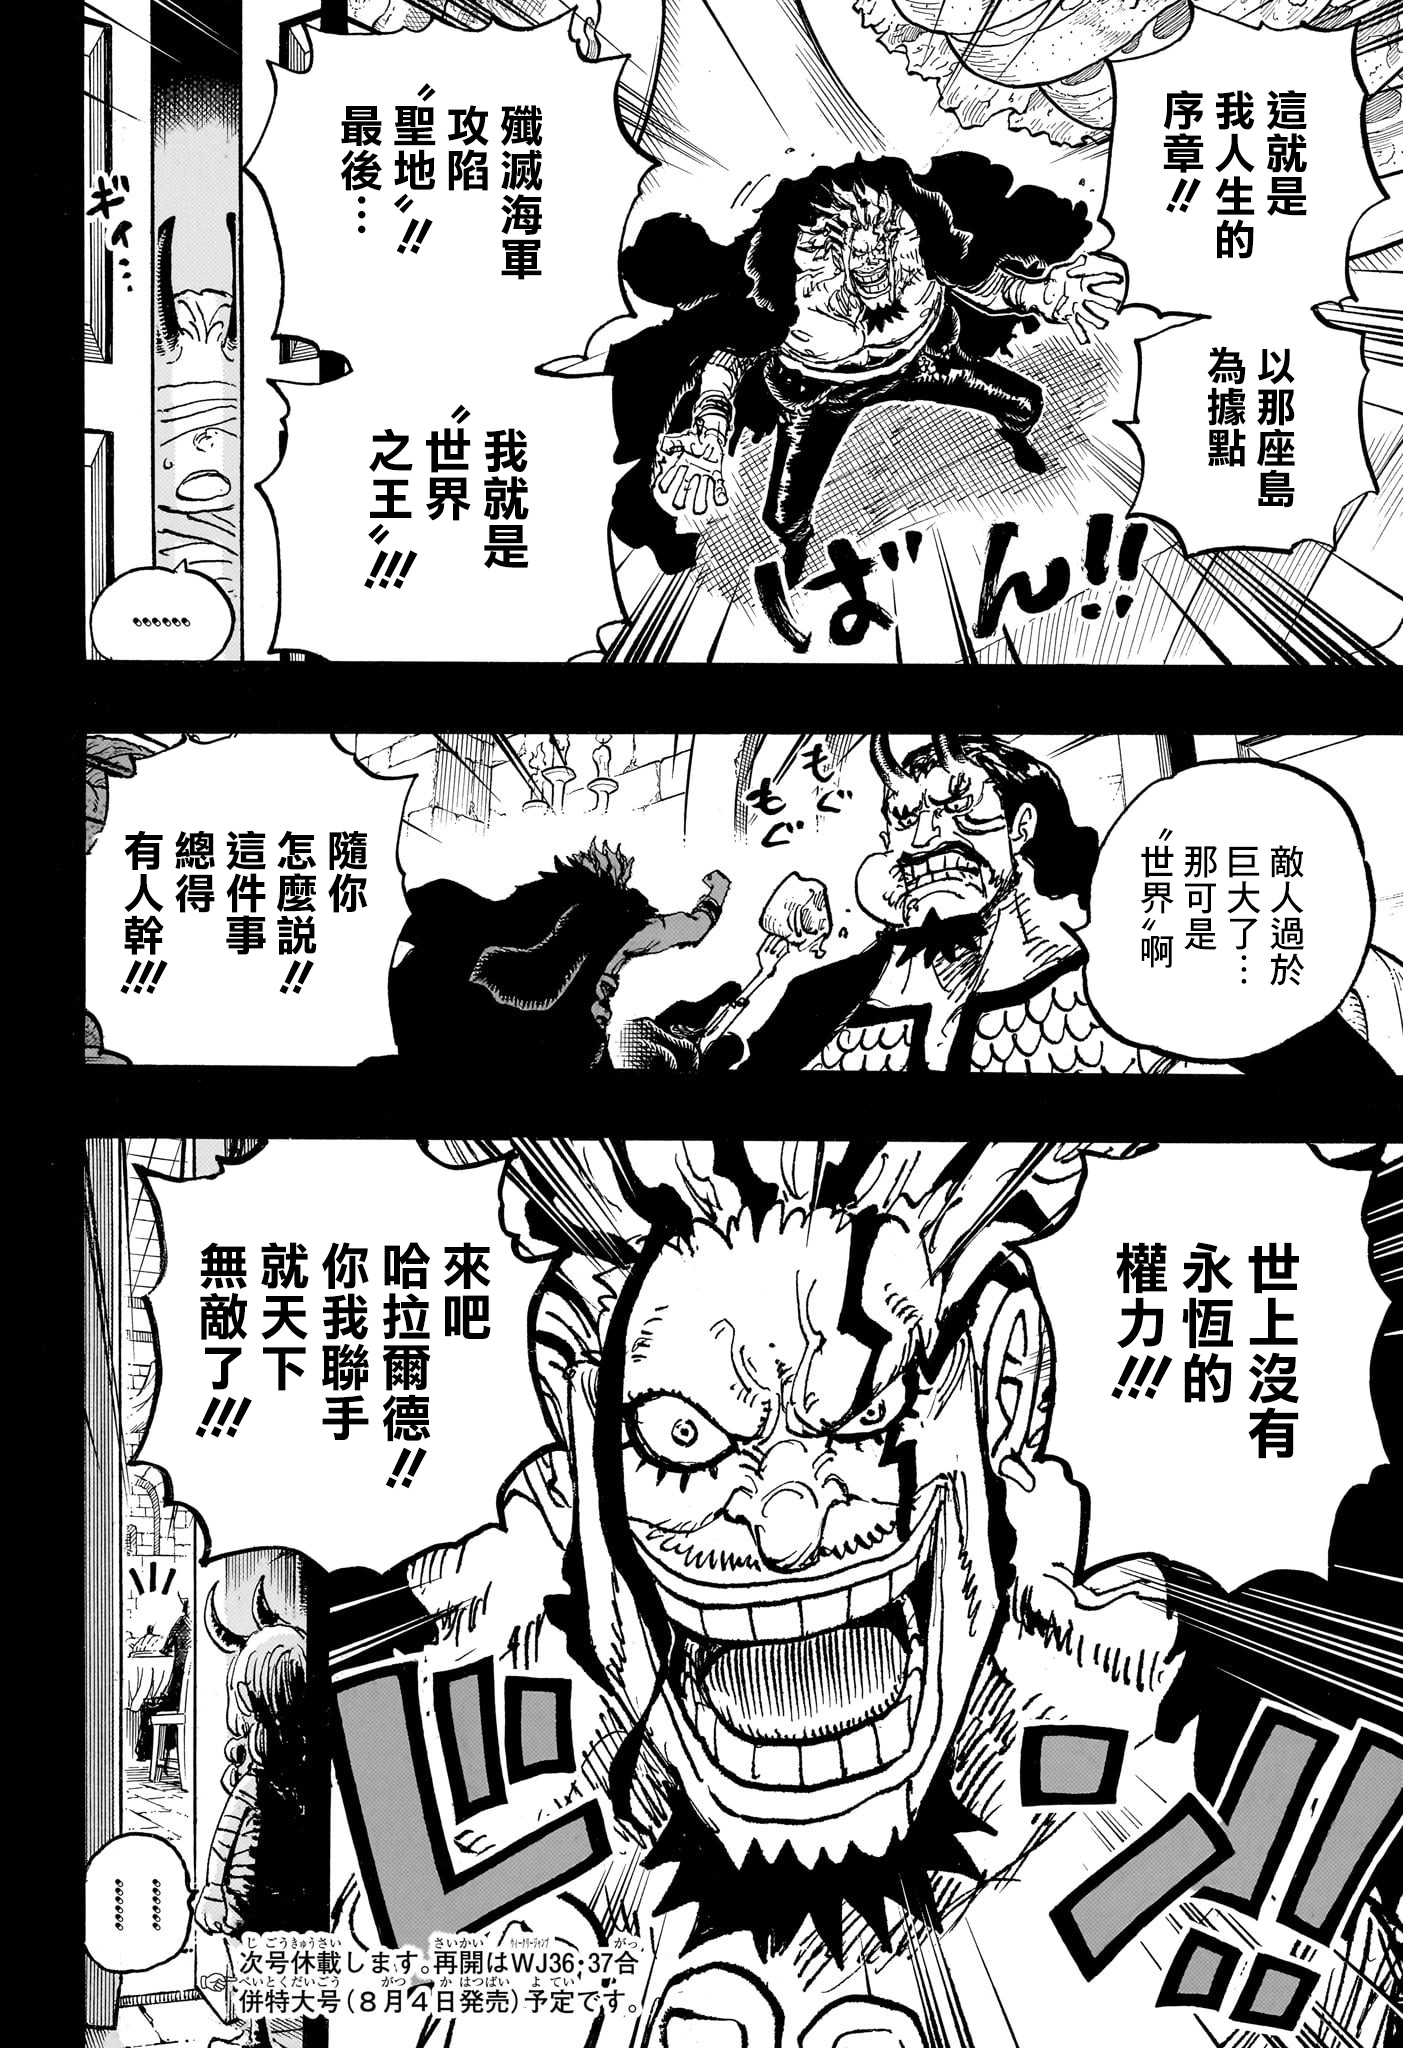 這就是
我人生的
序章!!
以那座島
為據點
殲滅海軍
攻陷
〝聖地〟!!
最後…
我就是
〝世界
之王〟!!!
ばん!!
ギィ…
………
敵人過於
巨大了…
那可是
〝世界〟啊
もぐ
もぐ
隨你
怎麼説!!
這件事
總得
有人幹!!!
世上沒有
永恆的
權力!!!
來吧
哈拉爾德!!
你我聯手
就天下
無敵了!!!
ドン!!
……
……
次号休載します。再開はWJ36・37合
併特大号(8月4日発売)予定です。